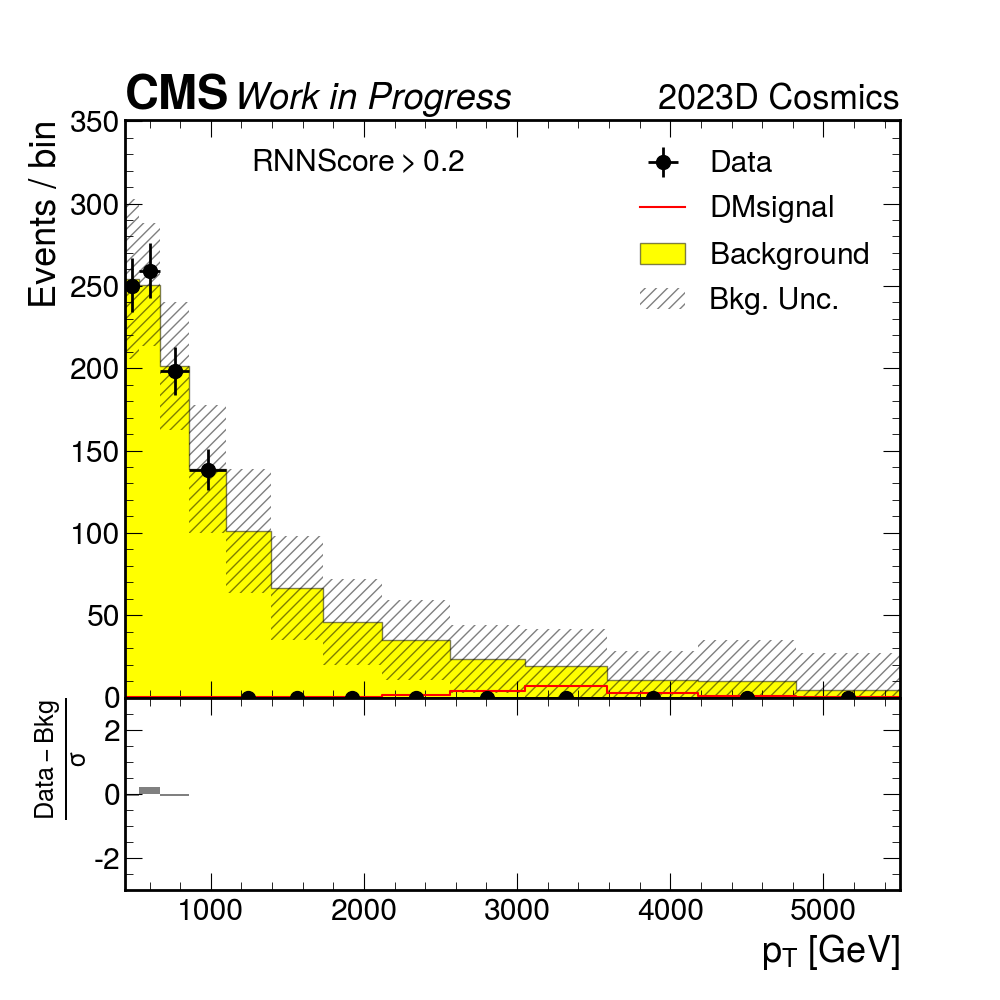 CMS Work in Progress 2023D Cosmics
Events / bin
350
300
250
200
150
100
50
0
RNNScore > 0.2
Data
DMsignal
Background
Bkg. Unc.
Data – Bkg
σ
2
0
-2
1000 2000 3000 4000 5000
pT [GeV]